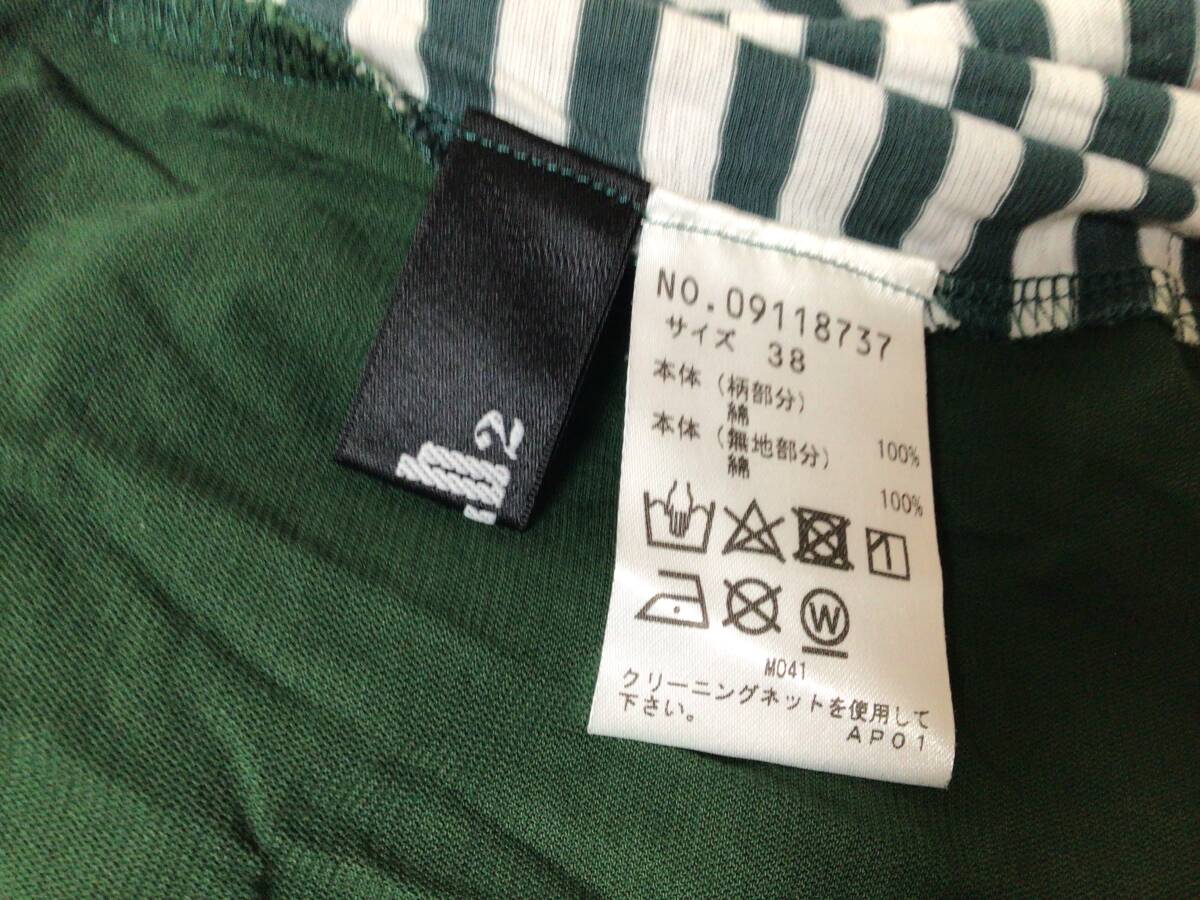 2
NO.09118737
サイズ 38
本体（柄部分）
綿 100%
本体（無地部分）
綿 100%
W
M041
クリーニングネットを使用して
下さい。
AP01